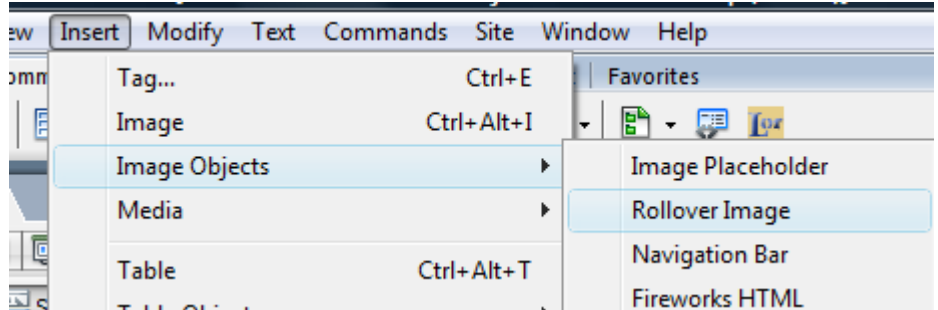 Insert Modify Text Commands Site Window Help
Favorites
Tag... Ctrl+E
Image Ctrl+Alt+I
Image Objects
Image Placeholder
Media
Rollover Image
Navigation Bar
Table Ctrl+Alt+T
Fireworks HTML